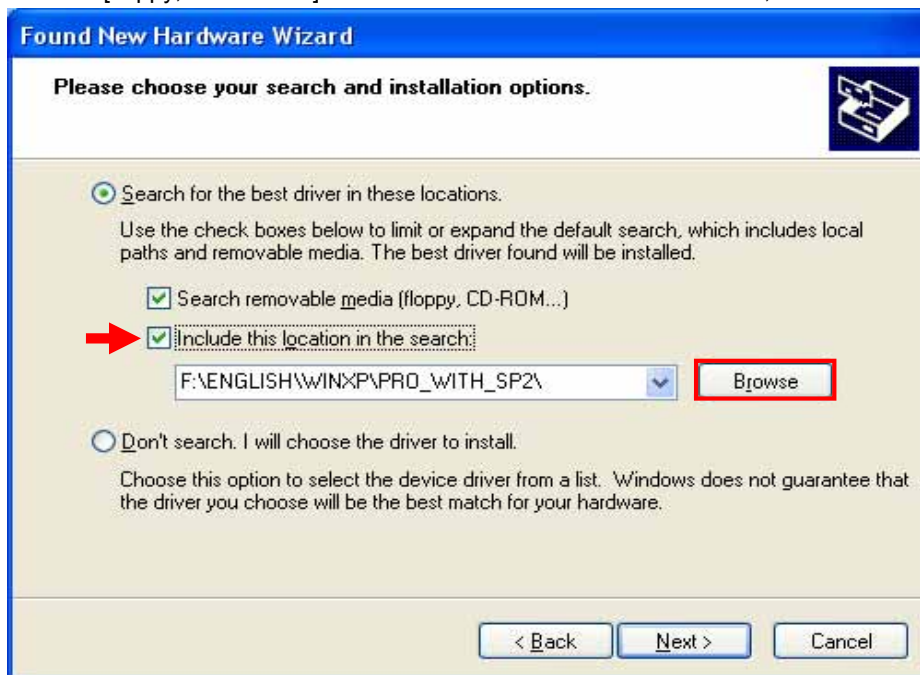 Found New Hardware Wizard
Please choose your search and installation options.
Search for the best driver in these locations.
Use the check boxes below to limit or expand the default search, which includes local
paths and removable media. The best driver found will be installed.
Search removable media (floppy, CD-ROM...)
Include this location in the search:
F:\ENGLISH\WINXP\PRO_WITH_SP2\
Browse
Don't search. I will choose the driver to install.
Choose this option to select the device driver from a list.  Windows does not guarantee that
the driver you choose will be the best match for your hardware.
< Back
Next >
Cancel